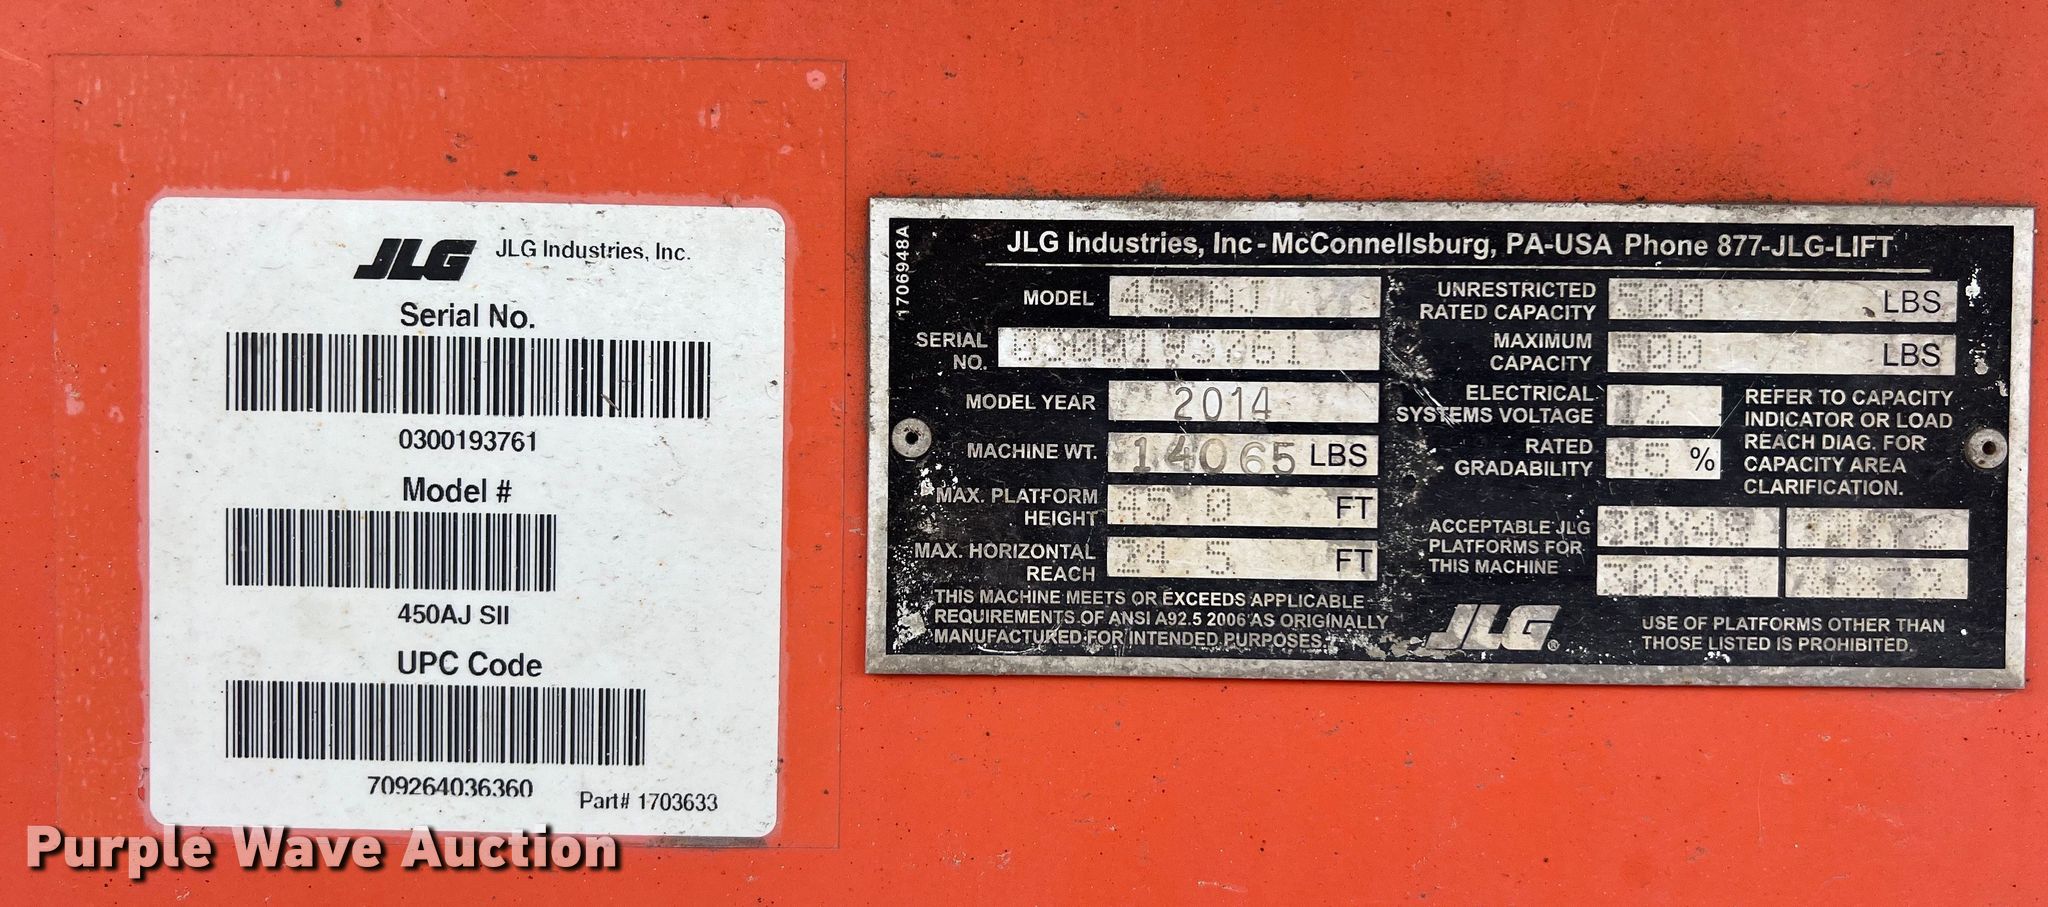 JLG JLG Industries, Inc.
Serial No.
0300193761
Model #
450AJ SII
UPC Code
709264036360
Part# 1703633
1706948A
JLG Industries, Inc - McConnellsburg, PA-USA Phone 877-JLG-LIFT
MODEL 450AJ
SERIAL NO. 0300193761
MODEL YEAR 2014
MACHINE WT. 14065 LBS
MAX. PLATFORM
HEIGHT 45.0 FT
MAX. HORIZONTAL
REACH 24.5 FT
THIS MACHINE MEETS OR EXCEEDS APPLICABLE
REQUIREMENTS OF ANSI A92.5 2006 AS ORIGINALLY
MANUFACTURED FOR INTENDED PURPOSES.
UNRESTRICTED
RATED CAPACITY 500 LBS
MAXIMUM
CAPACITY 500 LBS
ELECTRICAL
SYSTEMS VOLTAGE 12
RATED
GRADABILITY 45 %
REFER TO CAPACITY
INDICATOR OR LOAD
REACH DIAG. FOR
CAPACITY AREA
CLARIFICATION.
ACCEPTABLE JLG
PLATFORMS FOR
THIS MACHINE
30X48
30X60
JLG
USE OF PLATFORMS OTHER THAN
THOSE LISTED IS PROHIBITED.
Purple Wave Auction